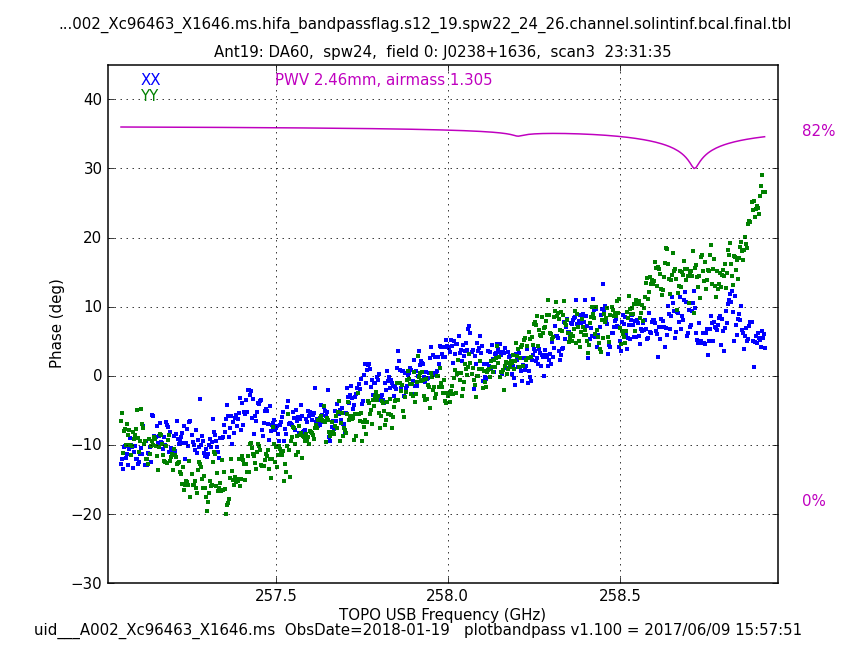 ...002_Xc96463_X1646.ms.hifa_bandpassflag.s12_19.spw22_24_26.channel.solintinf.bcal.final.tbl
Ant19: DA60, spw24, field 0: J0238+1636, scan3 23:31:35
XX
PWV 2.46mm, airmass 1.305
YY
40
30
20
10
0
−10
−20
−30
82%
0%
Phase (deg)
257.5
258.0
258.5
TOPO USB Frequency (GHz)
uid___A002_Xc96463_X1646.ms ObsDate=2018-01-19 plotbandpass v1.100 = 2017/06/09 15:57:51